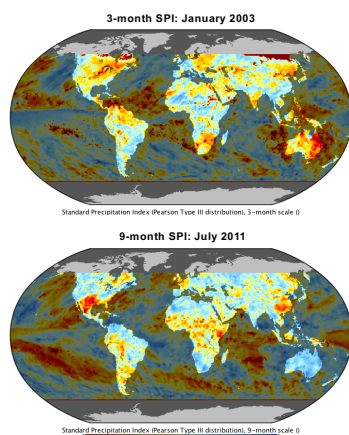 3-month SPI: January 2003
Standard Precipitation Index (Pearson Type III distribution), 3-month scale ()
9-month SPI: July 2011
Standard Precipitation Index (Pearson Type III distribution), 9-month scale ()